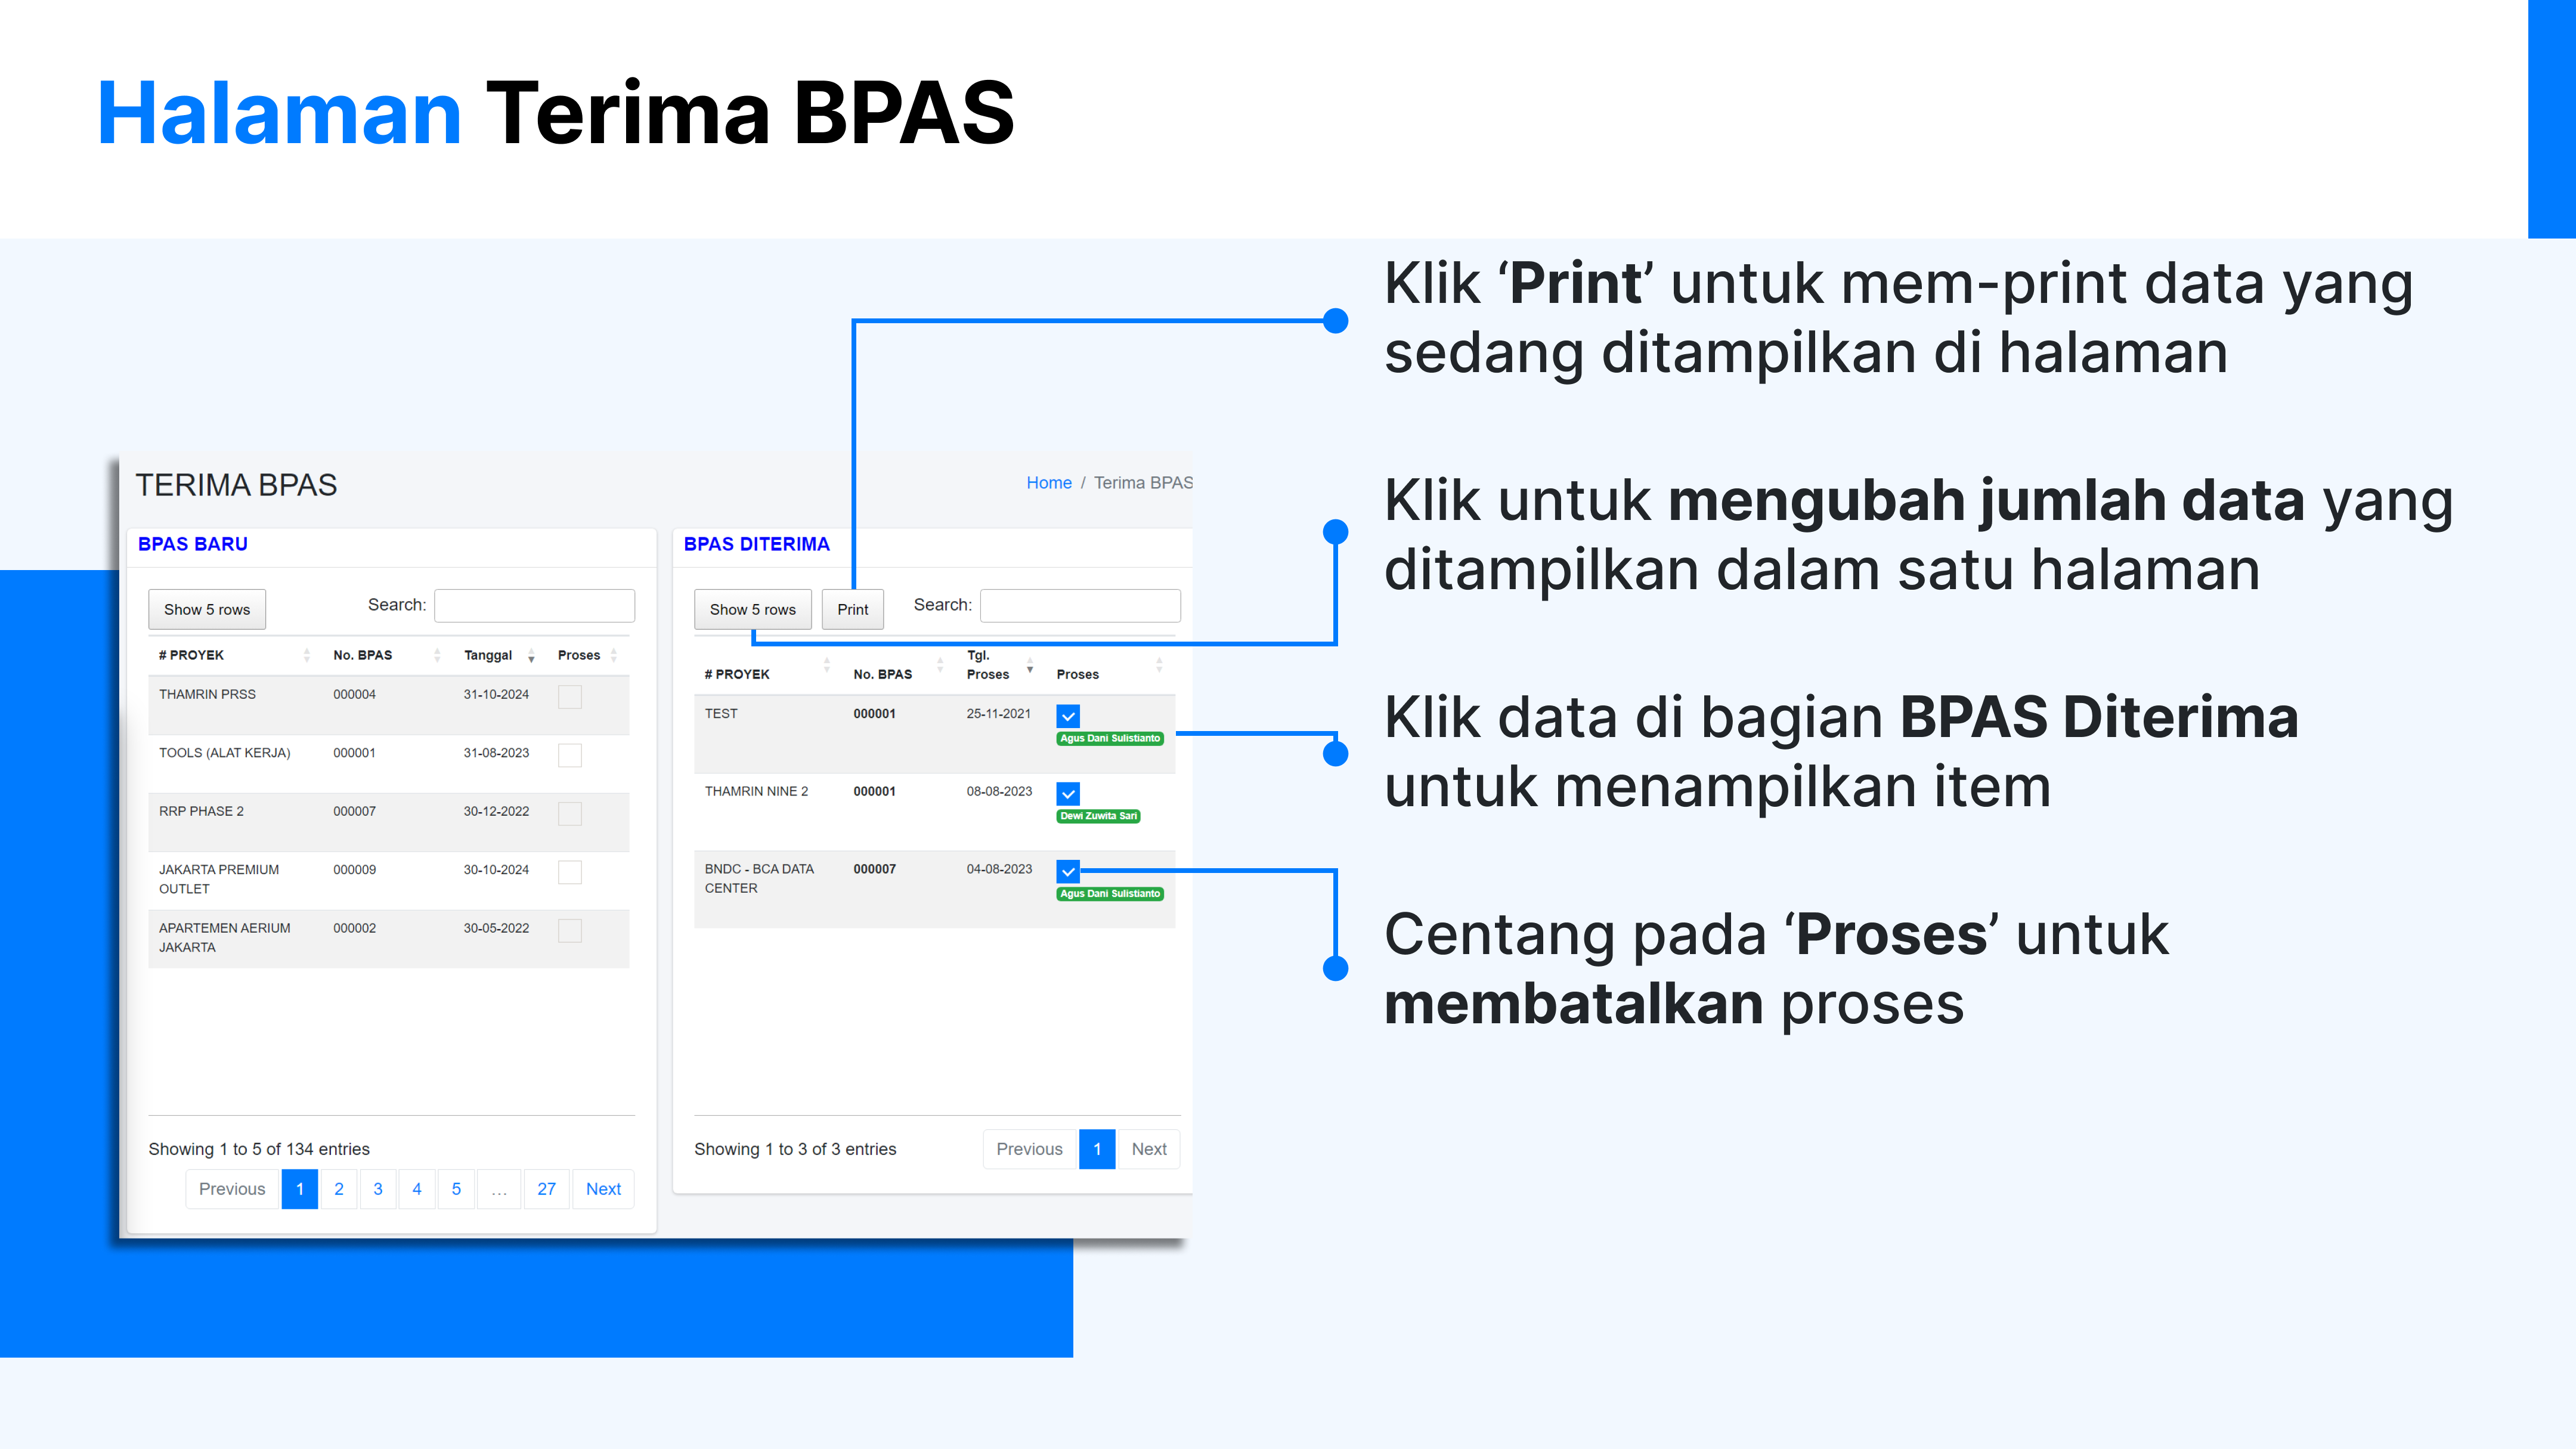 Halaman Terima BPAS
Klik ‘Print’ untuk mem-print data yang
sedang ditampilkan di halaman
Klik untuk mengubah jumlah data yang
ditampilkan dalam satu halaman
Klik data di bagian BPAS Diterima
untuk menampilkan item
Centang pada ‘Proses’ untuk
membatalkan proses
TERIMA BPAS
Home / Terima BPAS
BPAS BARU
Show 5 rows Search:
# PROYEK No. BPAS Tanggal Proses
THAMRIN PRSS 000004 31-10-2024
TOOLS (ALAT KERJA) 000001 31-08-2023
RRP PHASE 2 000007 30-12-2022
JAKARTA PREMIUM 000009 30-10-2024
OUTLET
APARTEMEN AERIUM 000002 30-05-2022
JAKARTA
Showing 1 to 5 of 134 entries
Previous 1 2 3 4 5 … 27 Next
BPAS DITERIMA
Show 5 rows Print Search:
Tgl.
# PROYEK No. BPAS Proses Proses
TEST 000001 25-11-2021
Agus Dani Sulistianto
THAMRIN NINE 2 000001 08-08-2023
Dewi Zuwita Sari
BNDC - BCA DATA 000007 04-08-2023
CENTER
Agus Dani Sulistianto
Showing 1 to 3 of 3 entries
Previous 1 Next